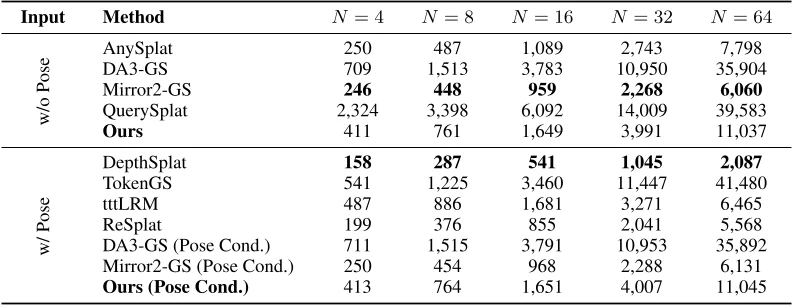 Input Method N = 4 N = 8 N = 16 N = 32 N = 64
w/o Pose
AnySplat 250 487 1,089 2,743 7,798
DA3-GS 709 1,513 3,783 10,950 35,904
Mirror2-GS 246 448 959 2,268 6,060
QuerySplat 2,324 3,398 6,092 14,009 39,583
Ours 411 761 1,649 3,991 11,037
w/ Pose
DepthSplat 158 287 541 1,045 2,087
TokenGS 541 1,225 3,460 11,447 41,480
tttLRM 487 886 1,681 3,271 6,465
ReSplat 199 376 855 2,041 5,568
DA3-GS (Pose Cond.) 711 1,515 3,791 10,953 35,892
Mirror2-GS (Pose Cond.) 250 454 968 2,288 6,131
Ours (Pose Cond.) 413 764 1,651 4,007 11,045